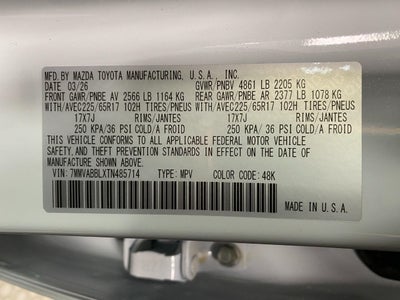 MFD. BY MAZDA TOYOTA MANUFACTURING, U.S.A., INC.
DATE 03/26 GVWR/PNBV 4861 LB 2205 KG
FRONT GAWR/PNBE AV 2566 LB 1164 KG REAR GAWR/PNBE AR 2377 LB 1078 KG
WITH/AVEC225/65R17 102H TIRES/PNEUS WITH/AVEC225/65R17 102H TIRES/PNEUS
17X7J RIMS/JANTES 17X7J RIMS/JANTES
250 KPA/36 PSI COLD/A FROID 250 KPA/36 PSI COLD/A FROID
THIS VEHICLE CONFORMS TO ALL APPLICABLE FEDERAL MOTOR VEHICLE
SAFETY, AND THEFT PREVENTION STANDARDS IN EFFECT ON THE DATE OF
MANUFACTURE SHOWN ABOVE.
VIN: 7MMVABBLXTN485714 TYPE: MPV COLOR CODE: 48K
MADE IN U.S.A.